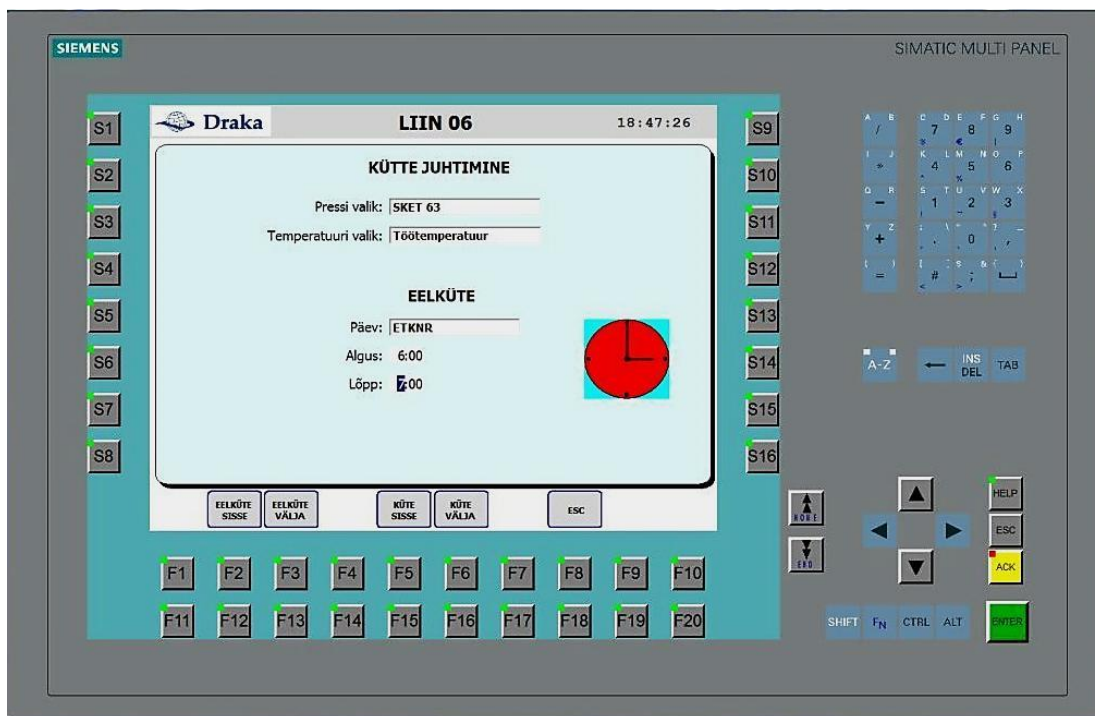 SIEMENS
SIMATIC MULTI PANEL
Draka LIIN 06 18:47:26
KÜTTE JUHTIMINE
Pressi valik: SKET 63
Temperatuuri valik: Töötemperatuur
EELKÜTE
Päev: ETKNR
Algus: 6:00
Lõpp: 7:00
EELKÜTE SISSE
EELKÜTE VÄLJA
KÜTE SISSE
KÜTE VÄLJA
ESC
S1
S2
S3
S4
S5
S6
S7
S8
S9
S10
S11
S12
S13
S14
S15
S16
F1 F2 F3 F4 F5 F6 F7 F8 F9 F10
F11 F12 F13 F14 F15 F16 F17 F18 F19 F20
A B C D E F G H
/ 7 8 9
I J K L M N O P
* 4 5 6
Q R S T U V W X
- 1 2 3
Y Z
+ . 0 ,
= # ;
A-Z ← INS DEL TAB
HOME
END
HELP
ESC
ACK
SHIFT FN CTRL ALT ENTER